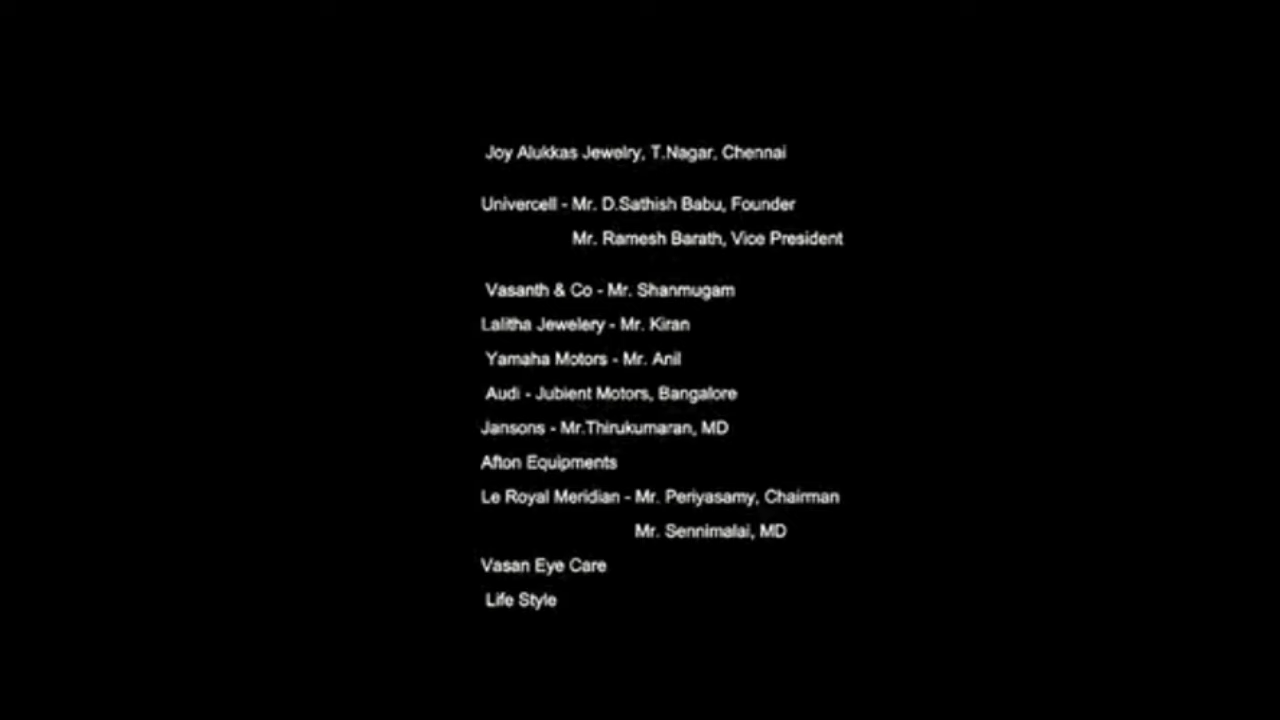 Joy Alukkas Jewelry, T.Nagar, Chennai
Univercell - Mr. D.Sathish Babu, Founder
Mr. Ramesh Barath, Vice President
Vasanth & Co - Mr. Shanmugam
Lalitha Jewelery - Mr. Kiran
Yamaha Motors - Mr. Anil
Audi - Jubient Motors, Bangalore
Jansons - Mr.Thirukumaran, MD
Afton Equipments
Le Royal Meridian - Mr. Periyasamy, Chairman
Mr. Sennimalai, MD
Vasan Eye Care
Life Style